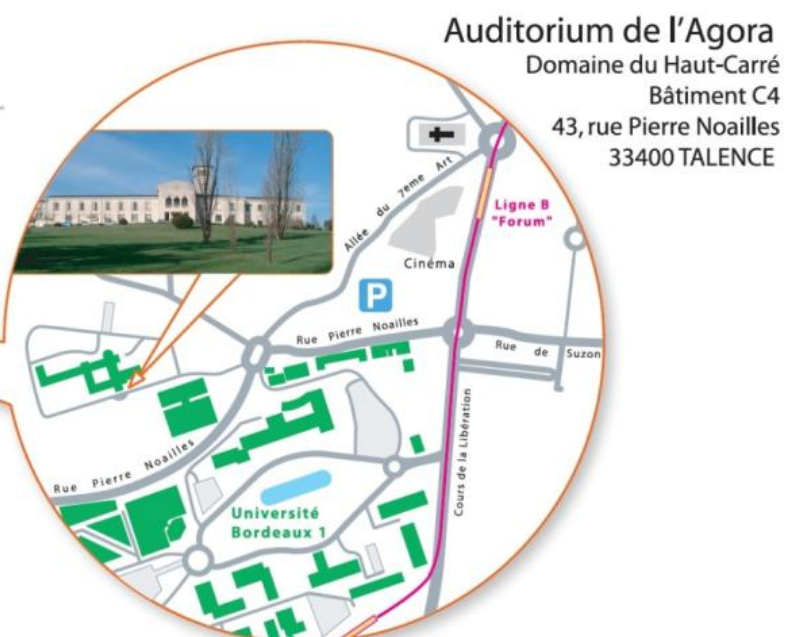 Auditorium de l'Agora
Domaine du Haut-Carré
Bâtiment C4
43, rue Pierre Noailles
33400 TALENCE
Allée du 7eme Art
Ligne B
"Forum"
Cinéma
P
Rue Pierre Noailles
Rue de Suzon
Cours de la Libération
Rue Pierre Noailles
Université
Bordeaux 1